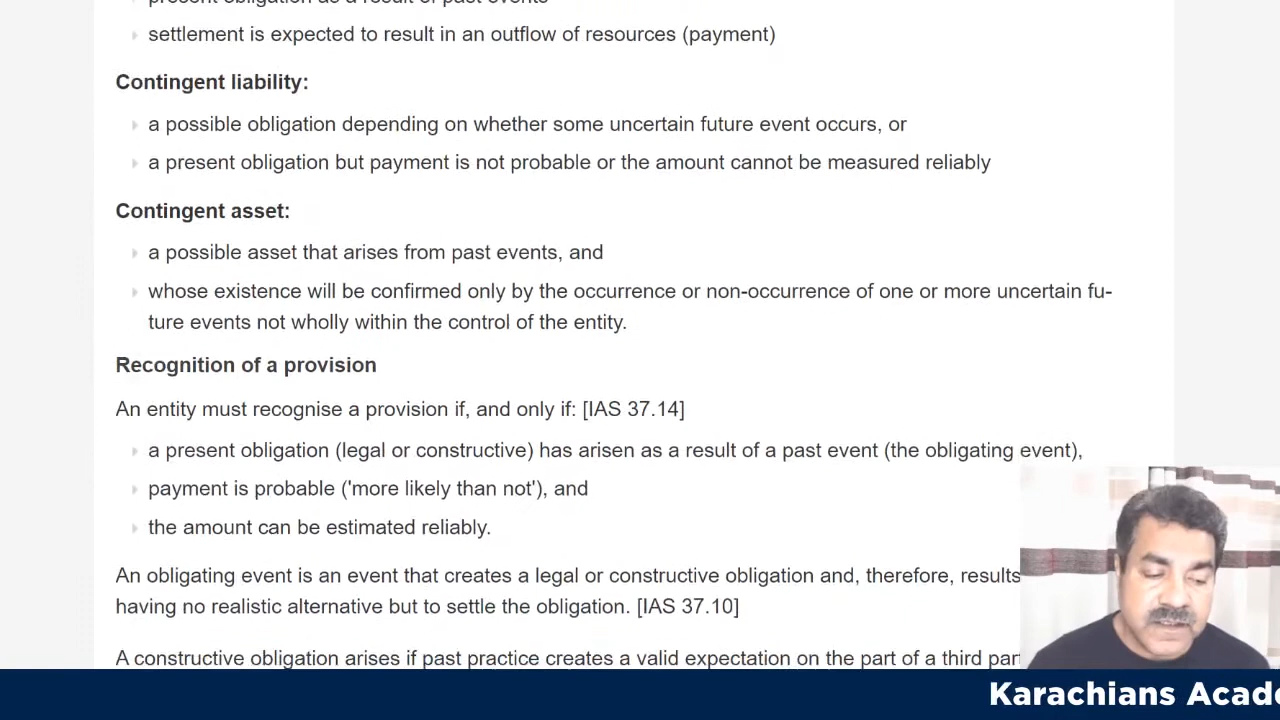 present obligation as a result of past events
settlement is expected to result in an outflow of resources (payment)
Contingent liability:
a possible obligation depending on whether some uncertain future event occurs, or
a present obligation but payment is not probable or the amount cannot be measured reliably
Contingent asset:
a possible asset that arises from past events, and
whose existence will be confirmed only by the occurrence or non-occurrence of one or more uncertain fu-
ture events not wholly within the control of the entity.
Recognition of a provision
An entity must recognise a provision if, and only if: [IAS 37.14]
a present obligation (legal or constructive) has arisen as a result of a past event (the obligating event),
payment is probable ('more likely than not'), and
the amount can be estimated reliably.
An obligating event is an event that creates a legal or constructive obligation and, therefore, results
having no realistic alternative but to settle the obligation. [IAS 37.10]
A constructive obligation arises if past practice creates a valid expectation on the part of a third par
Karachians Acad